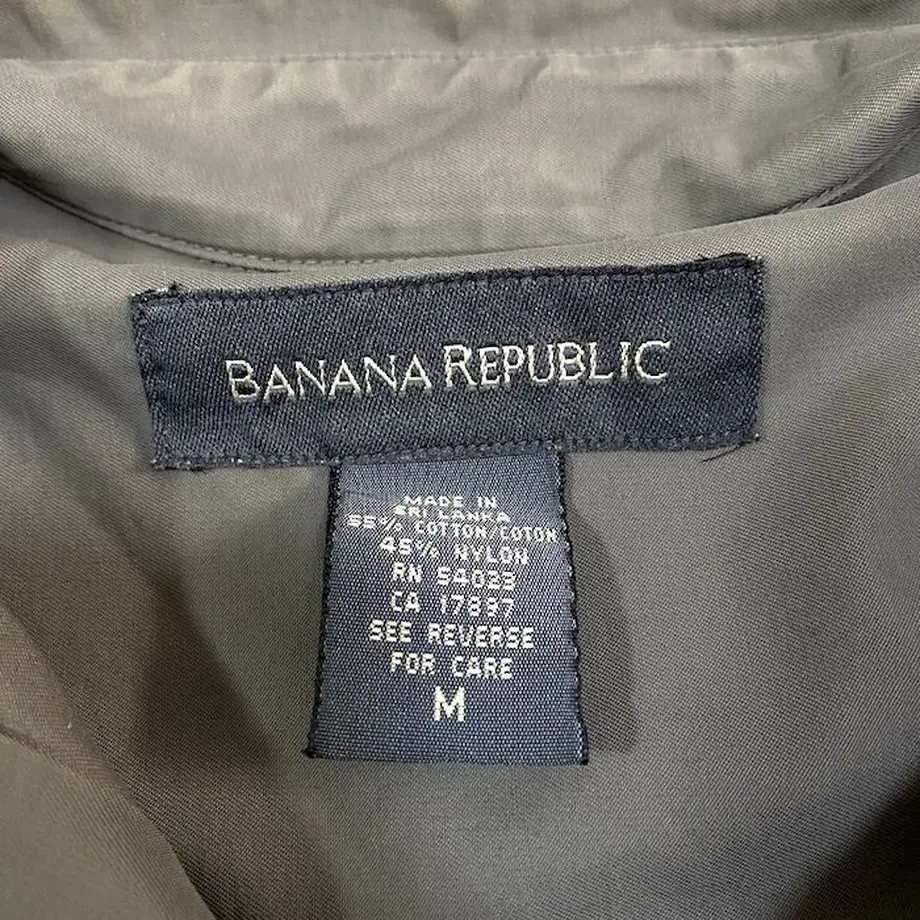 BANANA REPUBLIC
MADE IN
SRI LANKA
55% COTTON/COTON
45% NYLON
RN 54023
CA 17897
SEE REVERSE
FOR CARE
M